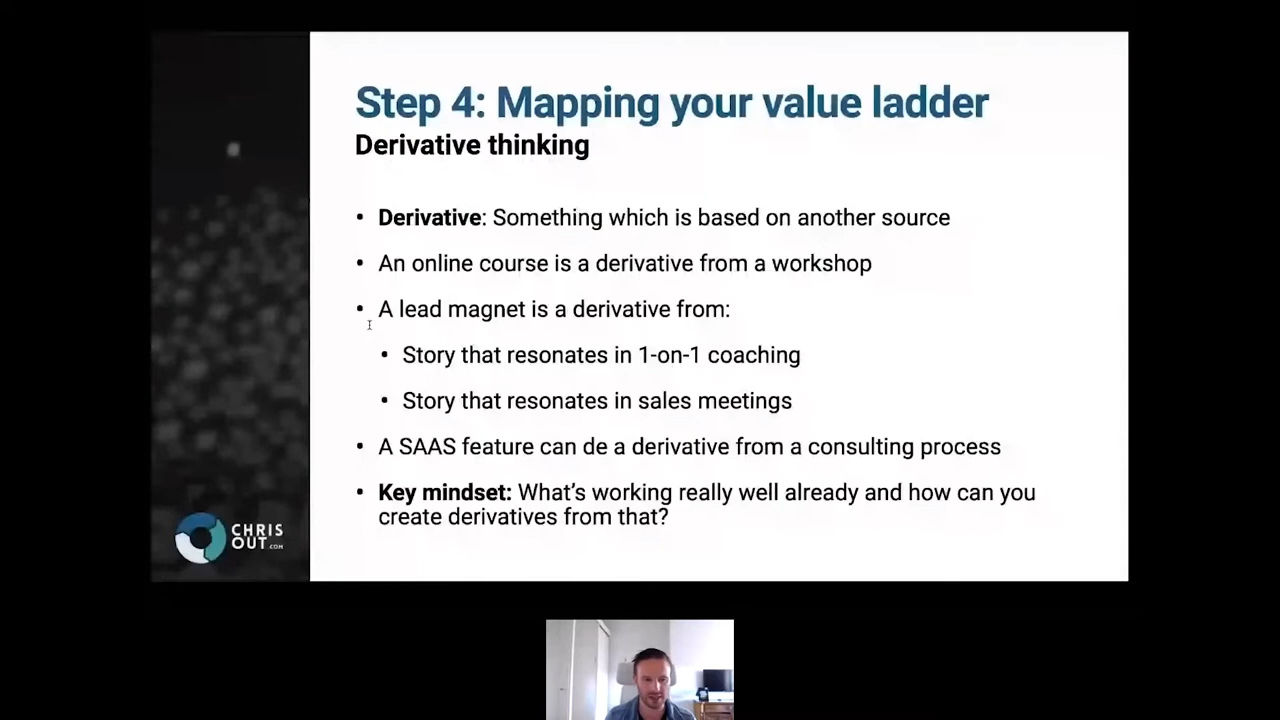 Step 4: Mapping your value ladder
Derivative thinking
• Derivative: Something which is based on another source
• An online course is a derivative from a workshop
• A lead magnet is a derivative from:
• Story that resonates in 1-on-1 coaching
• Story that resonates in sales meetings
• A SAAS feature can de a derivative from a consulting process
• Key mindset: What's working really well already and how can you
create derivatives from that?
CHRIS
OUT.COM